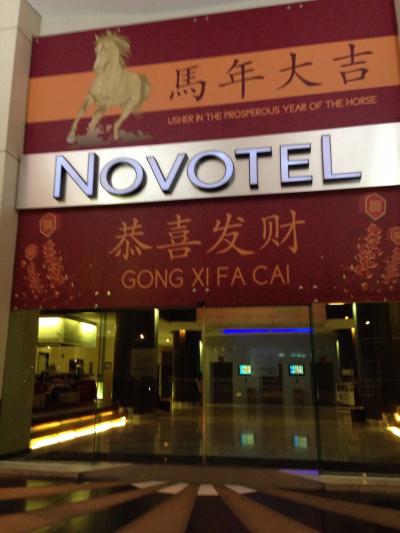 馬年大吉
USHER IN THE PROSPEROUS YEAR OF THE HORSE
NOVOTEL
恭喜发财
GONG XI FA CAI